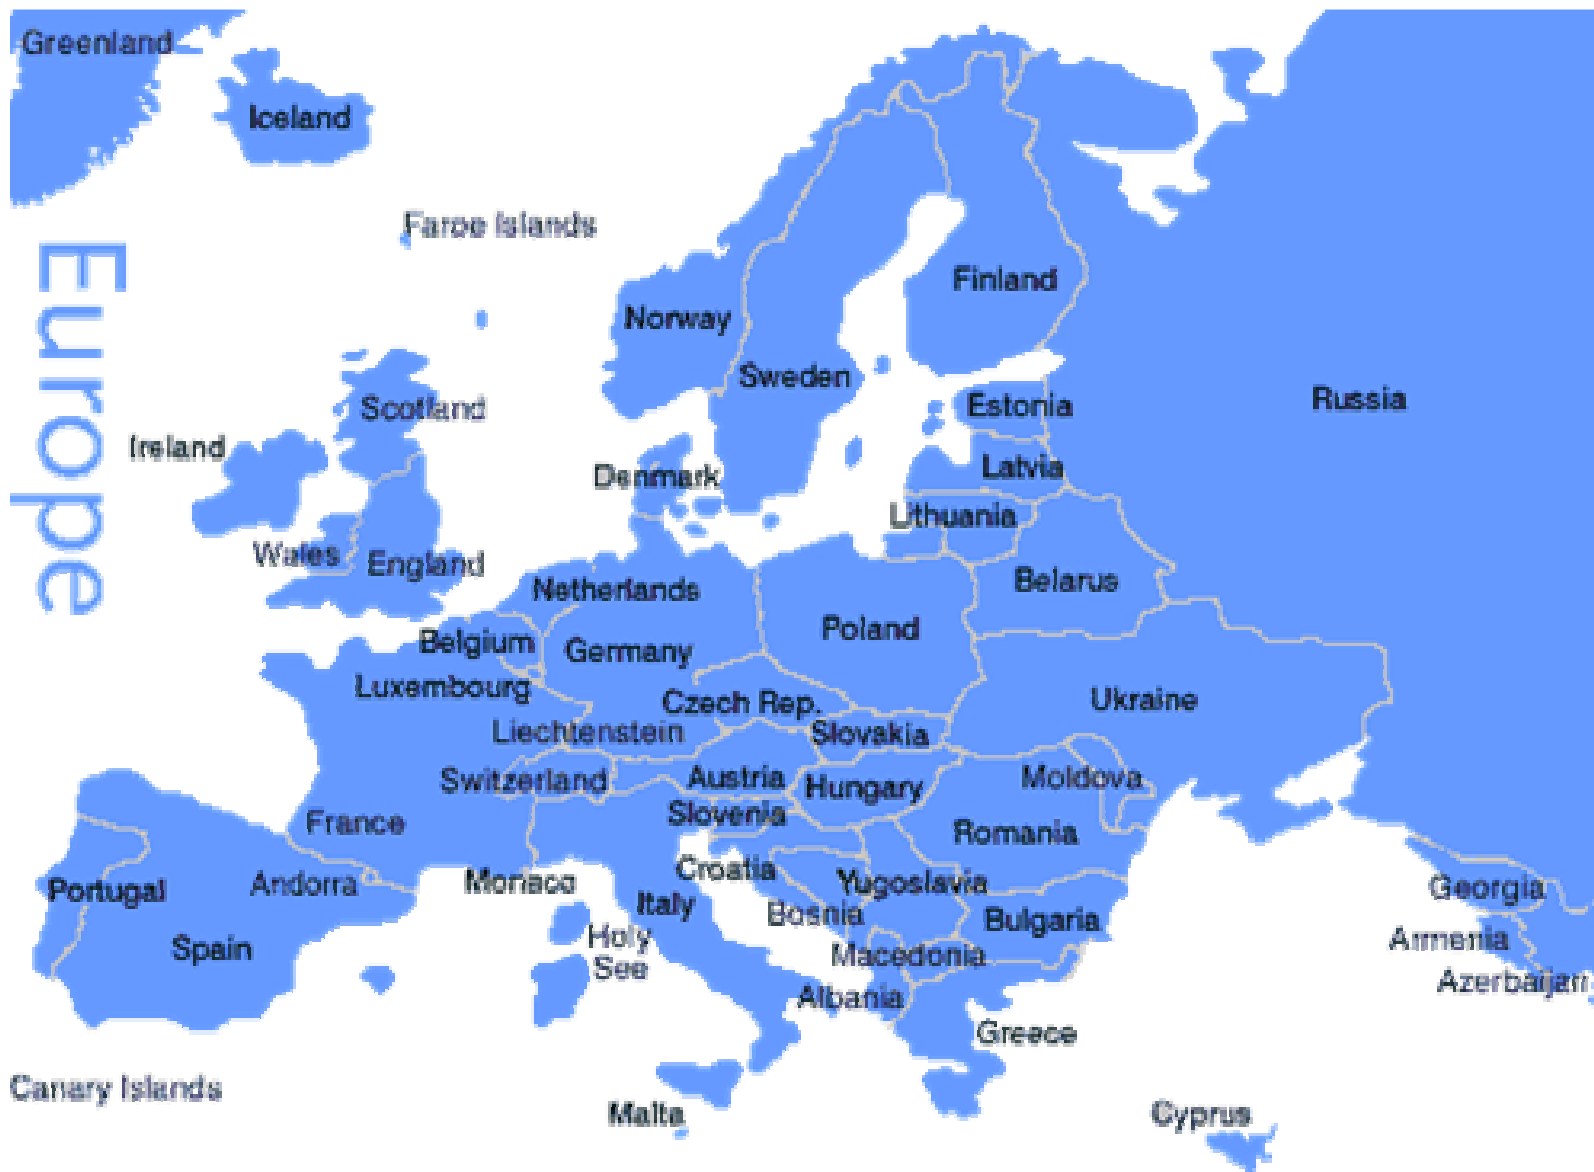 Greenland
Iceland
Faroe Islands
Europe
Finland
Norway
Sweden
Russia
Scotland
Estonia
Ireland
Latvia
Denmark
Lithuania
Wales
England
Belarus
Netherlands
Poland
Belgium
Germany
Luxembourg
Czech Rep.
Ukraine
Liechtenstein
Slovakia
Switzerland
Austria
Moldova
Hungary
Slovenia
France
Romania
Croatia
Andorra
Monaco
Yugoslavia
Georgia
Portugal
Italy
Bosnia
Bulgaria
Spain
Holy
See
Macedonia
Armenia
Azerbaijan
Albania
Greece
Canary Islands
Malta
Cyprus